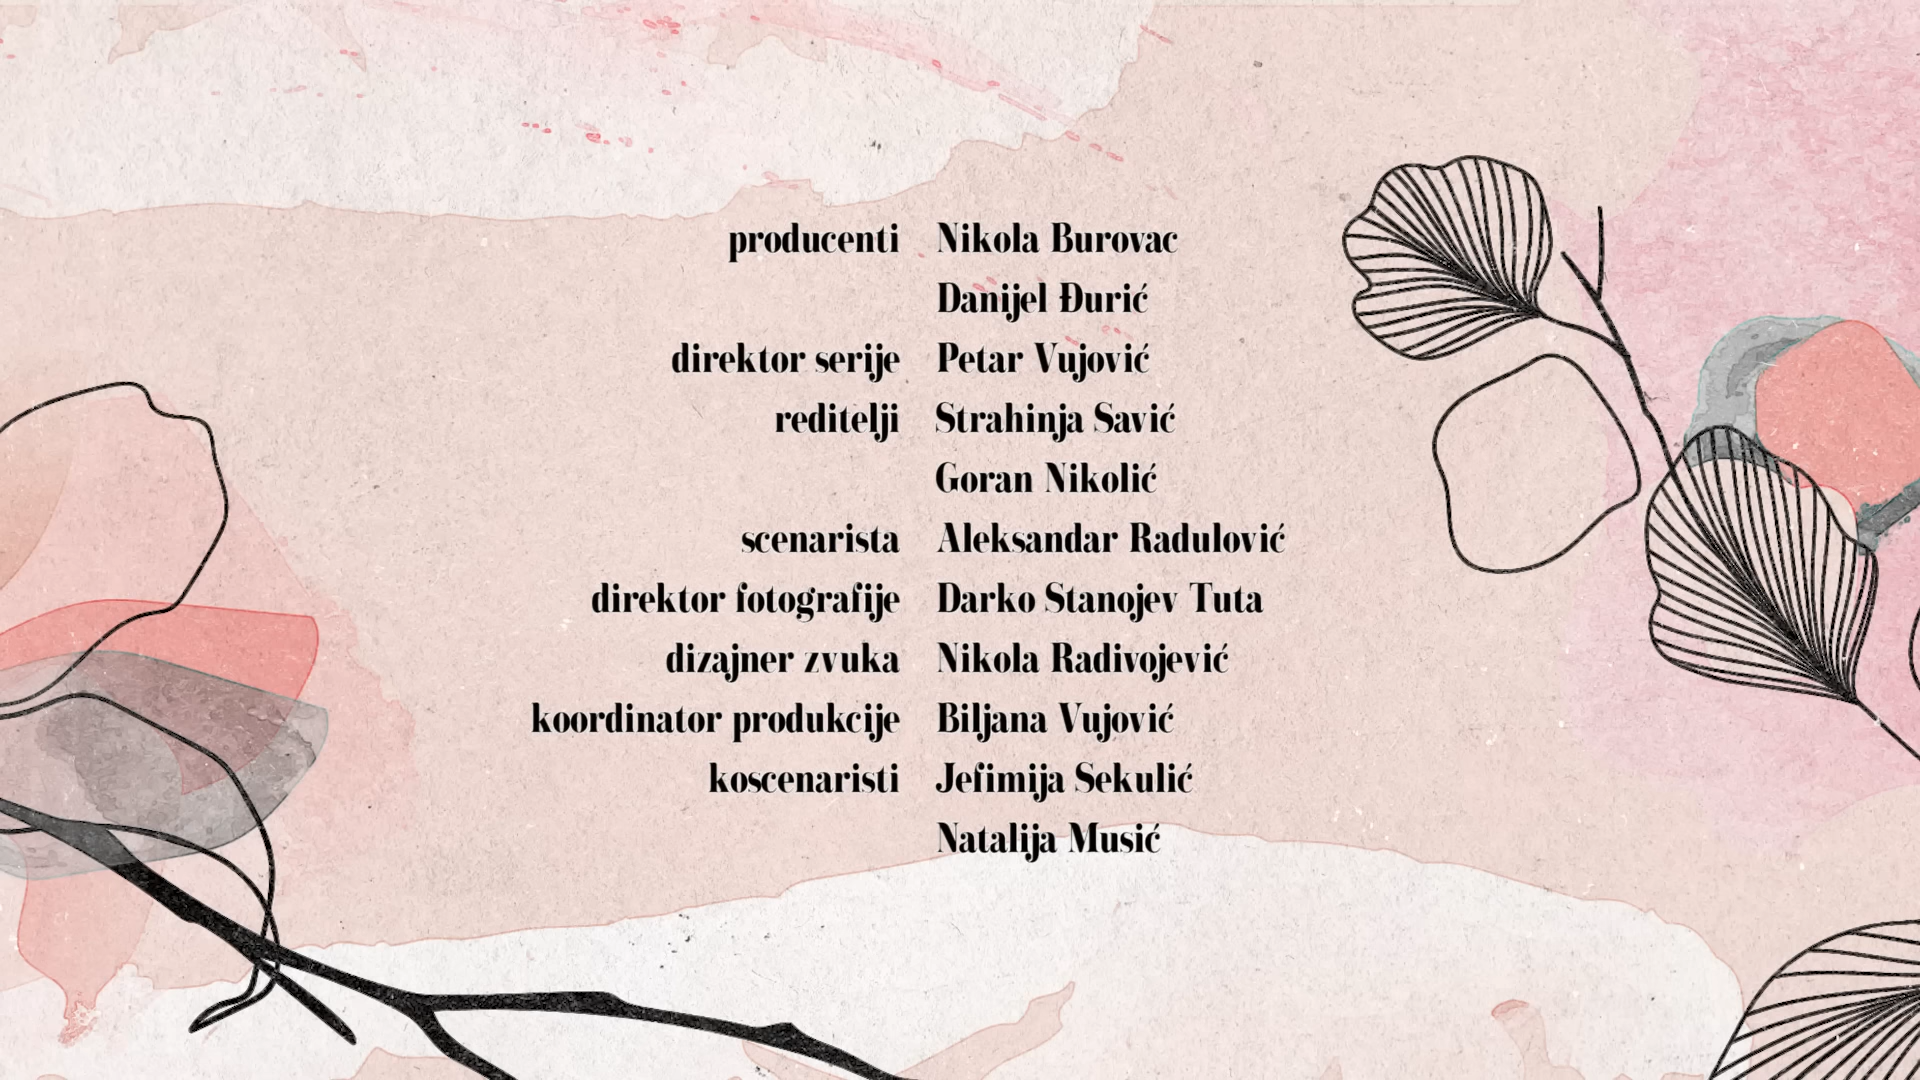 producenti Nikola Burovac
Danijel Đurić
direktor serije Petar Vujović
reditelji Strahinja Savić
Goran Nikolić
scenarista Aleksandar Radulović
direktor fotografije Darko Stanojev Tuta
dizajner zvuka Nikola Radivojević
koordinator produkcije Biljana Vujović
koscenaristi Jefimija Sekulić
Natalija Musić